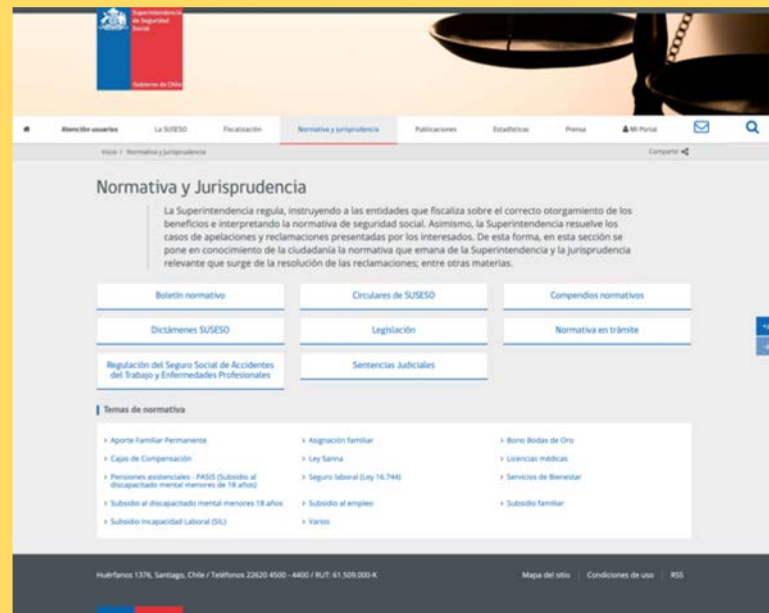 Superintendencia
de Seguridad
Social
Gobierno de Chile
Atención usuarios
La SUSESO
Fiscalización
Normativa y jurisprudencia
Publicaciones
Estadísticas
Prensa
Mi Portal
Inicio / Normativa y jurisprudencia
Compartir
Normativa y Jurisprudencia
La Superintendencia regula, instruyendo a las entidades que fiscaliza sobre el correcto otorgamiento de los
beneficios e interpretando la normativa de seguridad social. Asimismo, la Superintendencia resuelve los
casos de apelaciones y reclamaciones presentadas por los interesados. De esta forma, en esta sección se
pone en conocimiento de la ciudadanía la normativa que emana de la Superintendencia y la jurisprudencia
relevante que surge de la resolución de las reclamaciones; entre otras materias.
Boletín normativo
Circulares de SUSESO
Compendios normativos
Dictámenes SUSESO
Legislación
Normativa en trámite
Regulación del Seguro Social de Accidentes
del Trabajo y Enfermedades Profesionales
Sentencias Judiciales
Temas de normativa
› Aporte Familiar Permanente
› Asignación familiar
› Bono Bodas de Oro
› Cajas de Compensación
› Ley Sanna
› Licencias médicas
› Pensiones asistenciales - PASIS (Subsidio al
discapacitado mental menores de 18 años)
› Seguro laboral (Ley 16.744)
› Servicios de Bienestar
› Subsidio al discapacitado mental menores 18 años
› Subsidio al empleo
› Subsidio familiar
› Subsidio Incapacidad Laboral (SIL)
› Varios
Huérfanos 1376, Santiago, Chile / Teléfonos 22620 4500 - 4400 / RUT: 61.509.000-K
Mapa del sitio
Condiciones de uso
RSS